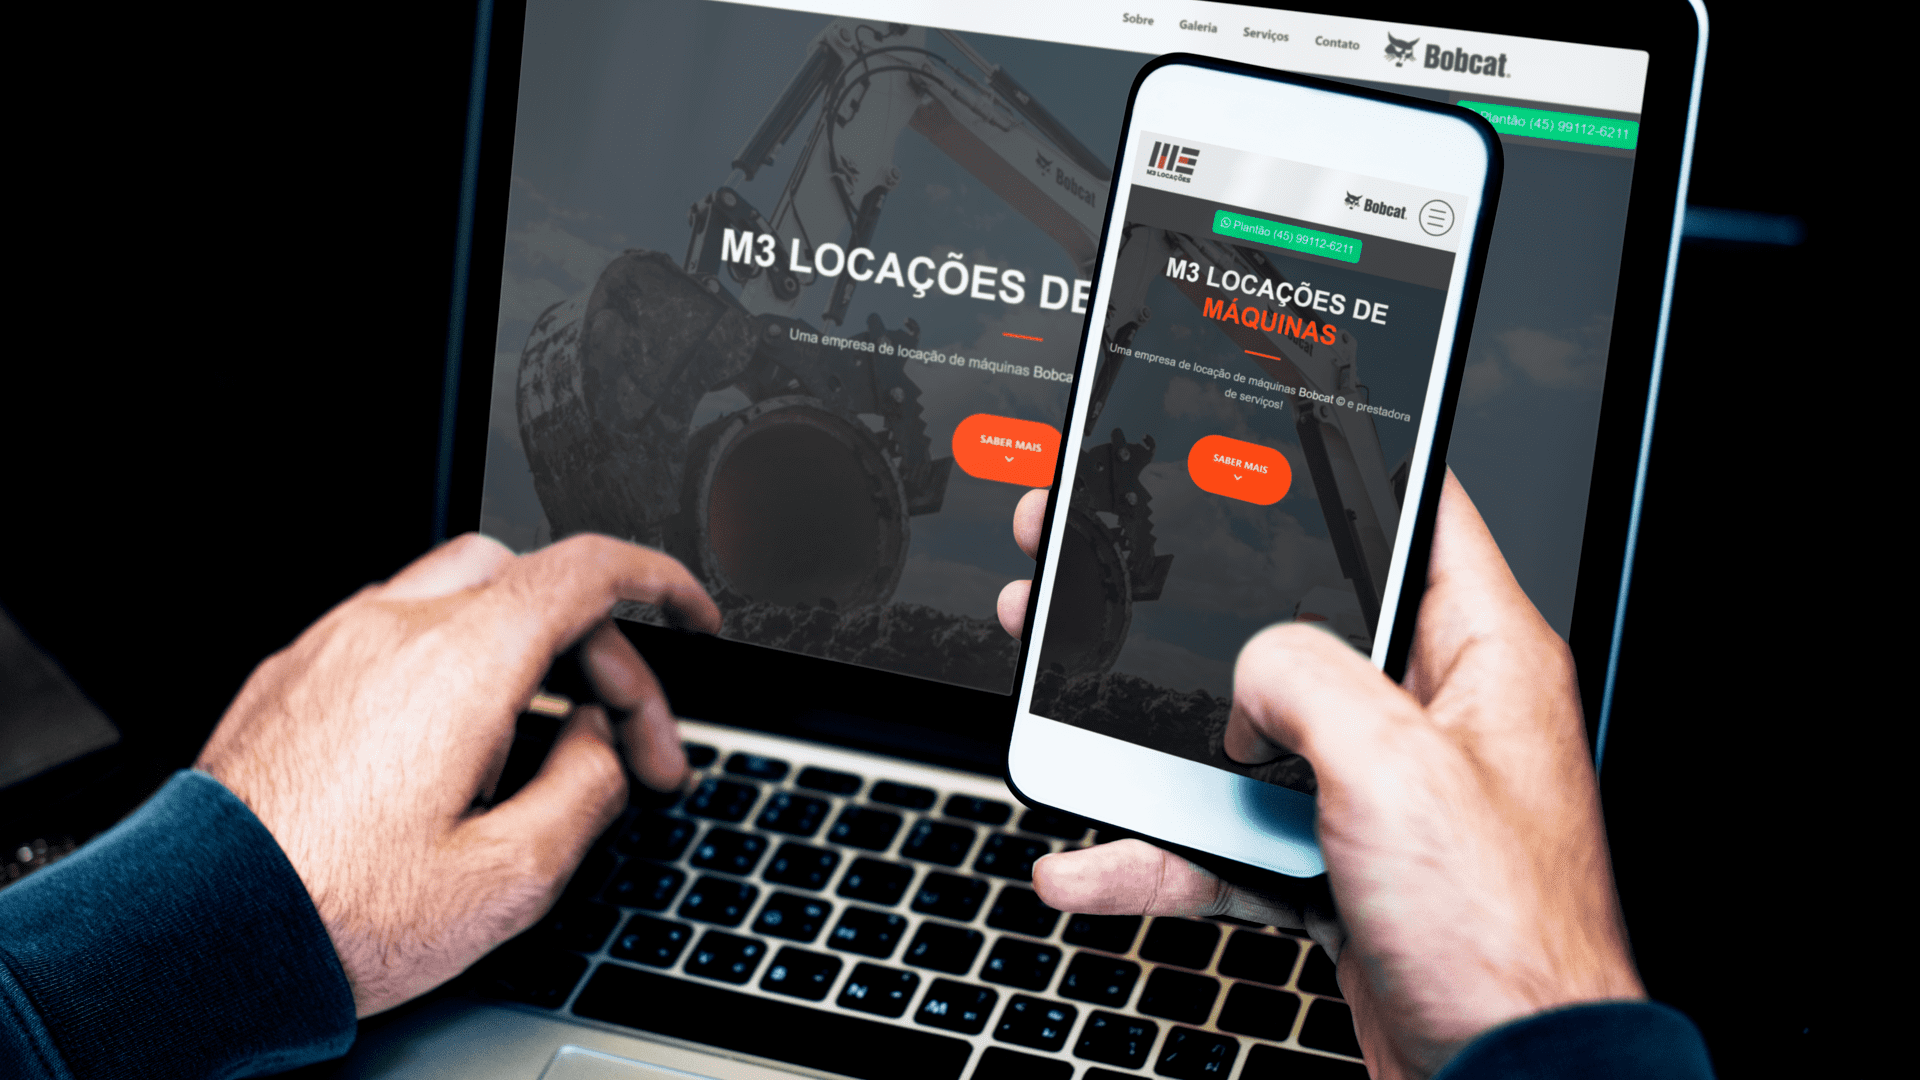 Sobre Galeria Serviços Contato Bobcat.
Plantão (45) 99112-6211
Bobcat
M3 LOCAÇÕES DE
Uma empresa de locação de máquinas Bobca
SABER MAIS
M3 LOCAÇÕES
Bobcat.
Plantão (45) 99112-6211
M3 LOCAÇÕES DE
MÁQUINAS
Uma empresa de locação de máquinas Bobcat © e prestadora
de serviços!
SABER MAIS